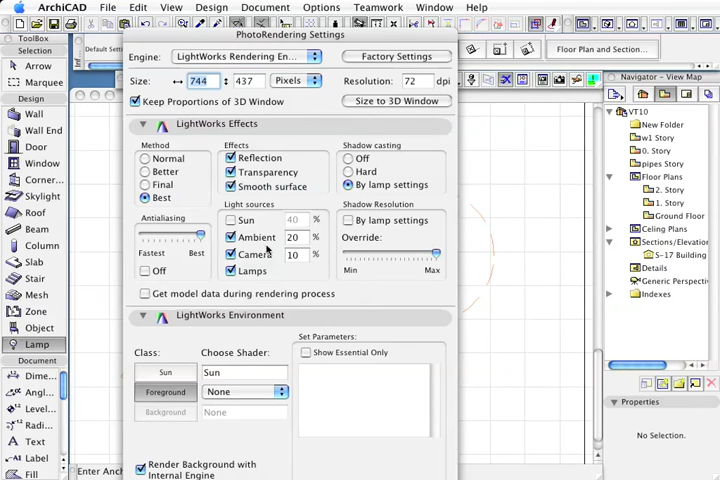 ArchiCAD File Edit View Design Document Options Teamwork Window Help
PhotoRendering Settings
ToolBox
Selection
Arrow
Marquee
Design
Wall
Wall End
Door
Window
Corner...
Skylight
Roof
Beam
Column
Slab
Stair
Mesh
Zone
Object
Lamp
Document
Dime...
Angl...
Level...
Radi...
Text
Label
Fill
Default Settings
Engine: LightWorks Rendering En... Factory Settings
Size: 744 437 Pixels Resolution: 72 dpi
Keep Proportions of 3D Window Size to 3D Window
LightWorks Effects
Method
Normal
Better
Final
Best
Antialiasing
Fastest Best
Off
Effects
Reflection
Transparency
Smooth surface
Light sources
Sun 40 %
Ambient 20 %
Camera 10 %
Lamps
Shadow casting
Off
Hard
By lamp settings
Shadow Resolution
By lamp settings
Override:
Min Max
Get model data during rendering process
LightWorks Environment
Class:
Sun
Foreground
Background
Choose Shader:
Sun
None
None
Set Parameters:
Show Essential Only
Render Background with
Internal Engine
Enter Anch
Floor Plan and Section...
Navigator - View Map
VT10
New Folder
w1 Story
0. Story
pipes Story
Floor Plans
2. Story
1. Story
Ground Floor
Celing Plans
Sections/Elevation
S-17 Building
Details
Generic Perspecti
Indexes
Properties
No Selection.